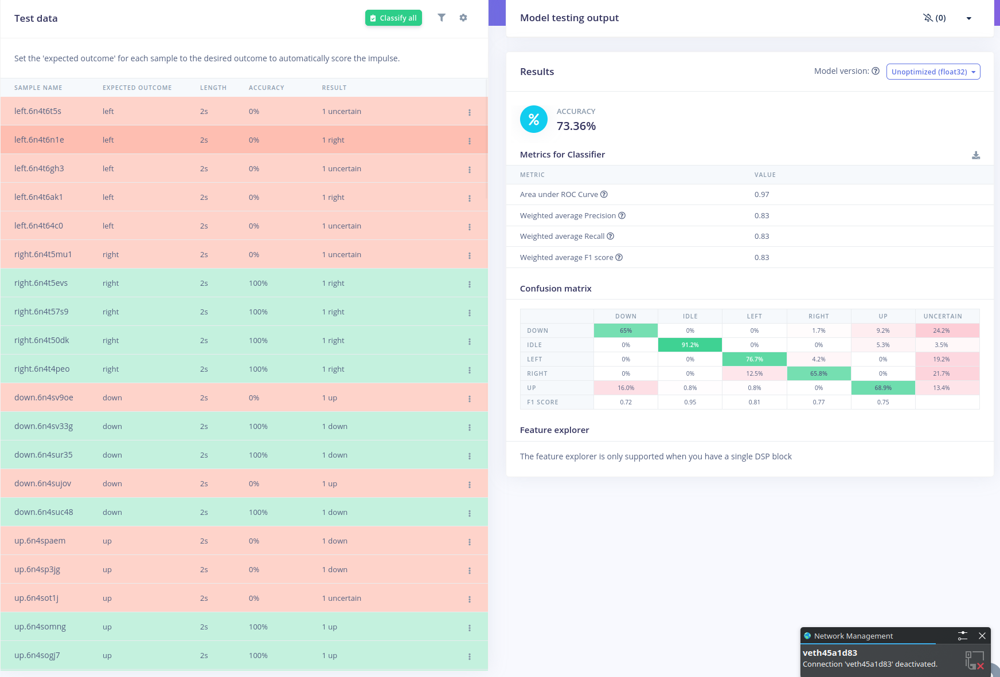 Test data
Classify all
Set the 'expected outcome' for each sample to the desired outcome to automatically score the impulse.
SAMPLE NAME EXPECTED OUTCOME LENGTH ACCURACY RESULT
left.6n4t6t5s left 2s 0% 1 uncertain
left.6n4t6n1e left 2s 0% 1 right
left.6n4t6gh3 left 2s 0% 1 uncertain
left.6n4t6ak1 left 2s 0% 1 right
left.6n4t64c0 left 2s 0% 1 uncertain
right.6n4t5mu1 right 2s 0% 1 uncertain
right.6n4t5evs right 2s 100% 1 right
right.6n4t57s9 right 2s 100% 1 right
right.6n4t50dk right 2s 100% 1 right
right.6n4t4peo right 2s 100% 1 right
down.6n4sv9oe down 2s 0% 1 up
down.6n4sv33g down 2s 100% 1 down
down.6n4sur35 down 2s 100% 1 down
down.6n4sujov down 2s 0% 1 up
down.6n4suc48 down 2s 100% 1 down
up.6n4spaem up 2s 0% 1 down
up.6n4sp3jg up 2s 0% 1 down
up.6n4sot1j up 2s 0% 1 uncertain
up.6n4somng up 2s 100% 1 up
up.6n4sogj7 up 2s 100% 1 up
Model testing output
(0)
Results
Model version: Unoptimized (float32)
%
ACCURACY
73.36%
Metrics for Classifier
METRIC VALUE
Area under ROC Curve 0.97
Weighted average Precision 0.83
Weighted average Recall 0.83
Weighted average F1 score 0.83
Confusion matrix
DOWN IDLE LEFT RIGHT UP UNCERTAIN
DOWN 65% 0% 0% 1.7% 9.2% 24.2%
IDLE 0% 91.2% 0% 0% 5.3% 3.5%
LEFT 0% 0% 76.7% 4.2% 0% 19.2%
RIGHT 0% 0% 12.5% 65.8% 0% 21.7%
UP 16.0% 0.8% 0.8% 0% 68.9% 13.4%
F1 SCORE 0.72 0.95 0.81 0.77 0.75
Feature explorer
The feature explorer is only supported when you have a single DSP block
Network Management
veth45a1d83
Connection 'veth45a1d83' deactivated.